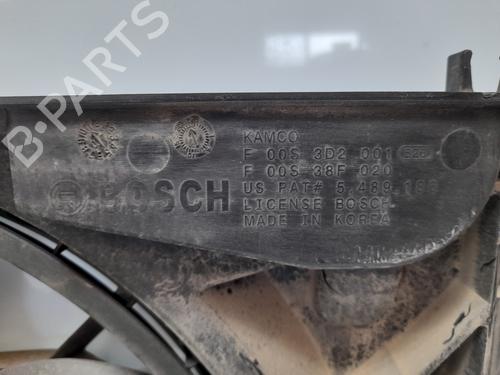 KAMCO
F 00S 3D2 001
F 00S 38F 020
BOSCH
US PAT# 5.489.186
LICENSE BOSCH
MADE IN KOREA
B-PARTS